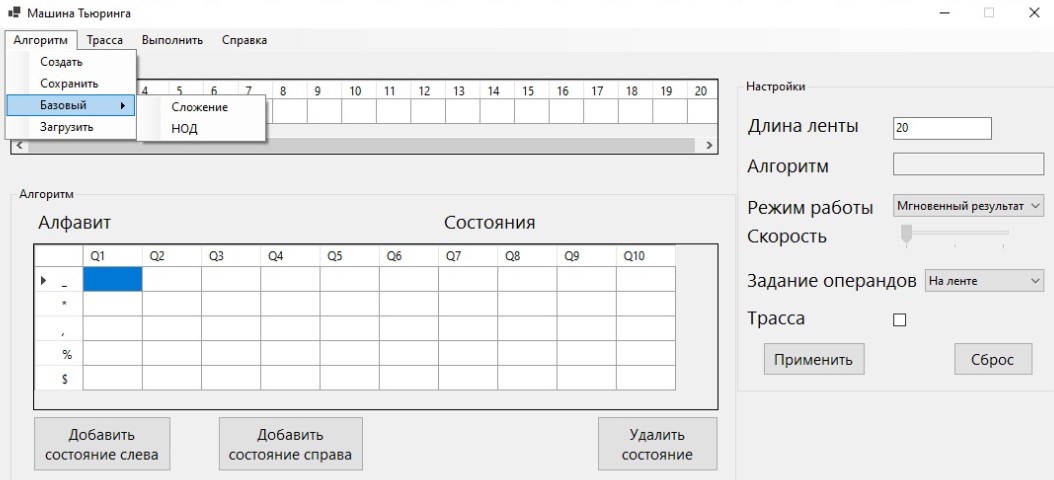 Машина Тьюринга
Алгоритм Трасса Выполнить Справка
Создать
Сохранить
Базовый
Загрузить
Сложение
НОД
4 5 6 7 8 9 10 11 12 13 14 15 16 17 18 19 20
Настройки
Длина ленты 20
Алгоритм
Режим работы Мгновенный результат
Скорость
Задание операндов На ленте
Трасса
Применить Сброс
Алгоритм
Алфавит Состояния
Q1 Q2 Q3 Q4 Q5 Q6 Q7 Q8 Q9 Q10
_
*
,
%
$
Добавить
состояние слева
Добавить
состояние справа
Удалить
состояние